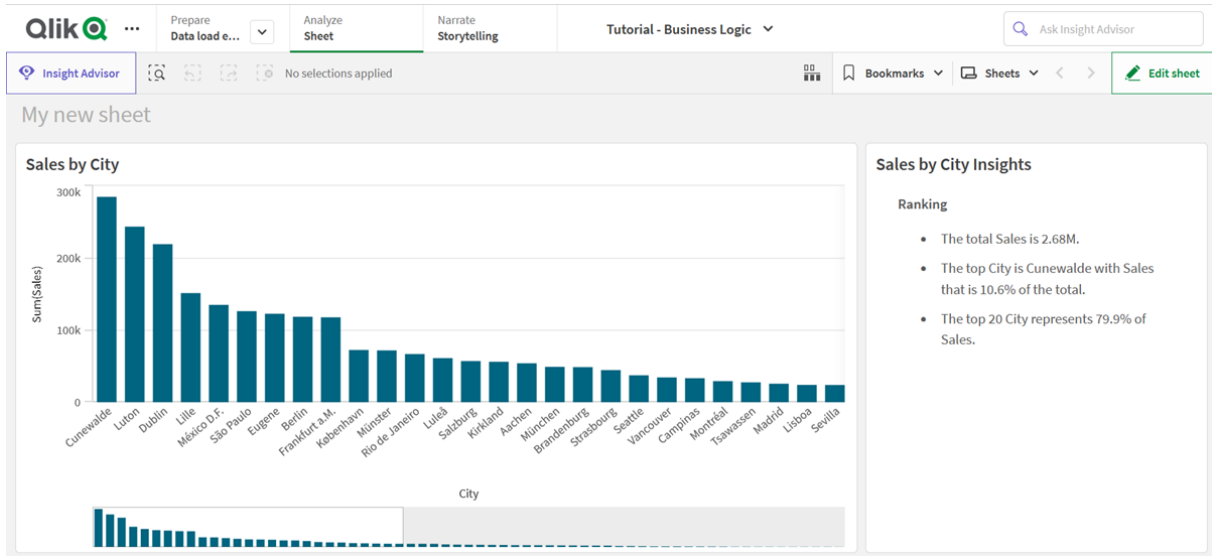 Qlik
Prepare
Data load e...
Analyze
Sheet
Narrate
Storytelling
Tutorial - Business Logic
Ask Insight Advisor
Insight Advisor
No selections applied
Bookmarks
Sheets
Edit sheet
My new sheet
Sales by City
300k
200k
100k
0
Sum(Sales)
Cunewalde
Luton
Dublin
Lille
México D.F.
São Paulo
Eugene
Berlin
Frankfurt a.M.
København
Münster
Rio de Janeiro
Luleå
Salzburg
Kirkland
Aachen
München
Brandenburg
Strasbourg
Seattle
Vancouver
Campinas
Montréal
Tsawassen
Madrid
Lisboa
Sevilla
City
Sales by City Insights
Ranking
• The total Sales is 2.68M.
• The top City is Cunewalde with Sales
that is 10.6% of the total.
• The top 20 City represents 79.9% of
Sales.